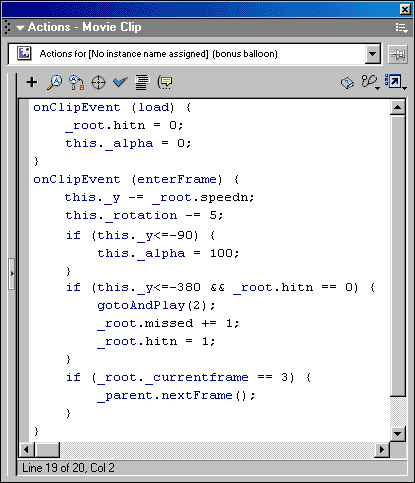 Actions - Movie Clip
Actions for [No instance name assigned] (bonus balloon)
onClipEvent (load) {
    _root.hitn = 0;
    this._alpha = 0;
}
onClipEvent (enterFrame) {
    this._y -= _root.speedn;
    this._rotation -= 5;
    if (this._y<=-90) {
        this._alpha = 100;
    }
    if (this._y<=-380 && _root.hitn == 0) {
        gotoAndPlay(2);
        _root.missed += 1;
        _root.hitn = 1;
    }
    if (_root._currentframe == 3) {
        _parent.nextFrame();
    }
}
Line 19 of 20, Col 2